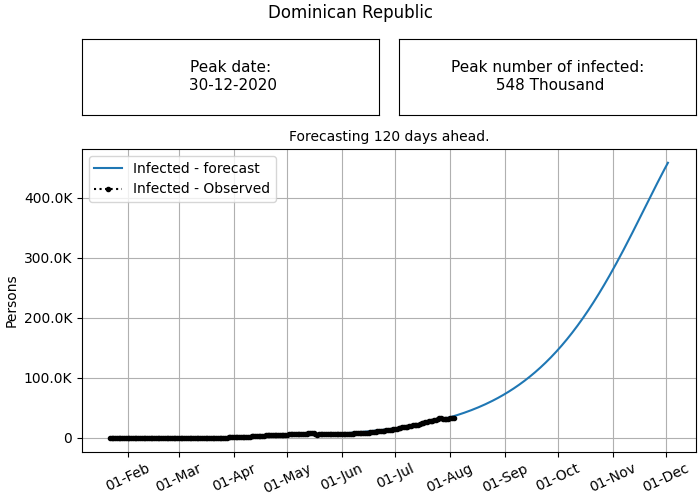 Dominican Republic
Peak date:
30-12-2020
Peak number of infected:
548 Thousand
Forecasting 120 days ahead.
Infected - forecast
Infected - Observed
400.0K
300.0K
200.0K
100.0K
0
Persons
01-Feb
01-Mar
01-Apr
01-May
01-Jun
01-Jul
01-Aug
01-Sep
01-Oct
01-Nov
01-Dec